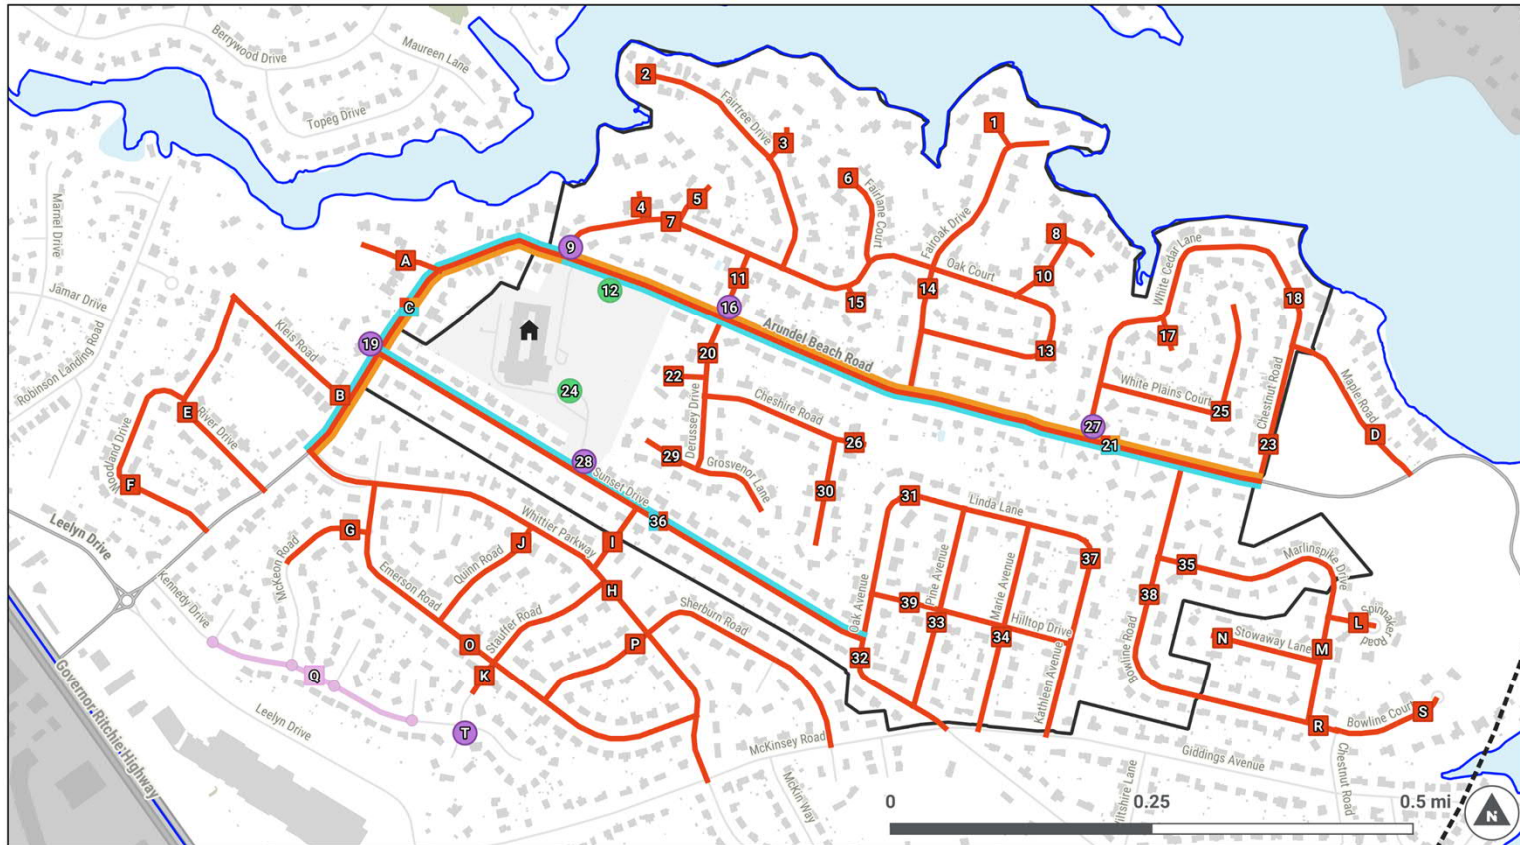 Berrywood Drive
Maureen Lane
Topeg Drive
2
Fairtree Drive
3
1
6
Fairlane Court
5
4
7
Marnel Drive
Fairoak Drive
8
White Cedar Lane
9
A
Oak Court
10
11
12
14
15
18
Jamar Drive
C
16
Robinson Landing Road
Kleis Road
19
Arundel Beach Road
17
13
20
22
24
White Plains Court
Chestnut Road
Maple Road
B
E
River Drive
Woodland Drive
Cheshire Road
Derussey Drive
25
27
21
23
D
26
29
Grosvenor Lane
28
Sunset Drive
F
30
31
Linda Lane
Leelyn Drive
G
Whittier Parkway
36
I
J
Quinn Road
McKeon Road
Emerson Road
Pine Avenue
Marie Avenue
37
35
Marlinspike Drive
38
Kennedy Drive
H
Stauffer Road
Sherburn Road
Oak Avenue
39
33
Hilltop Drive
34
L
Spinnaker Road
N
Stowaway Lane
M
O
P
K
32
Bowline Road
Q
Governor Ritchie Highway
Leelyn Drive
T
Kathleen Avenue
Bowline Court
S
R
McKinsey Road
Giddings Avenue
McKin Way
Wiltshire Lane
Chestnut Road
0
0.25
0.5 mi
N